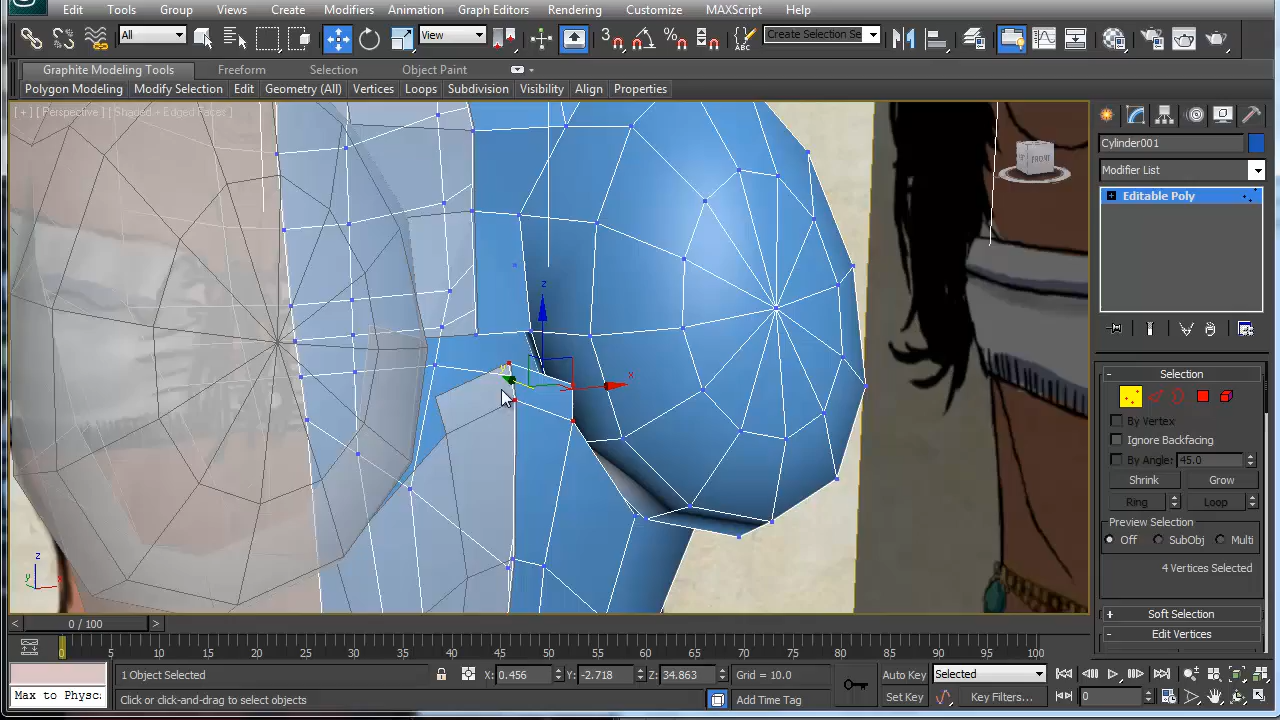 Edit Tools Group Views Create Modifiers Animation Graph Editors Rendering Customize MAXScript Help
All View Create Selection Se
Graphite Modeling Tools Freeform Selection Object Paint
Polygon Modeling Modify Selection Edit Geometry (All) Vertices Loops Subdivision Visibility Align Properties
[ + ] [ Perspective ] [ Shaded + Edged Faces ]
FRONT
Cylinder001
Modifier List
Editable Poly
Selection
By Vertex
Ignore Backfacing
By Angle: 45.0
Shrink Grow
Ring Loop
Preview Selection
Off SubObj Multi
4 Vertices Selected
Soft Selection
Edit Vertices
z
x
z
y x
0 / 100
0 5 10 15 20 25 30 35 40 45 50 55 60 65 70 75 80 85 90 95 100
1 Object Selected X: 0.456 Y: -2.718 Z: 34.863 Grid = 10.0 Auto Key Selected
Max to Physc
Click or click-and-drag to select objects Add Time Tag Set Key Key Filters... 0